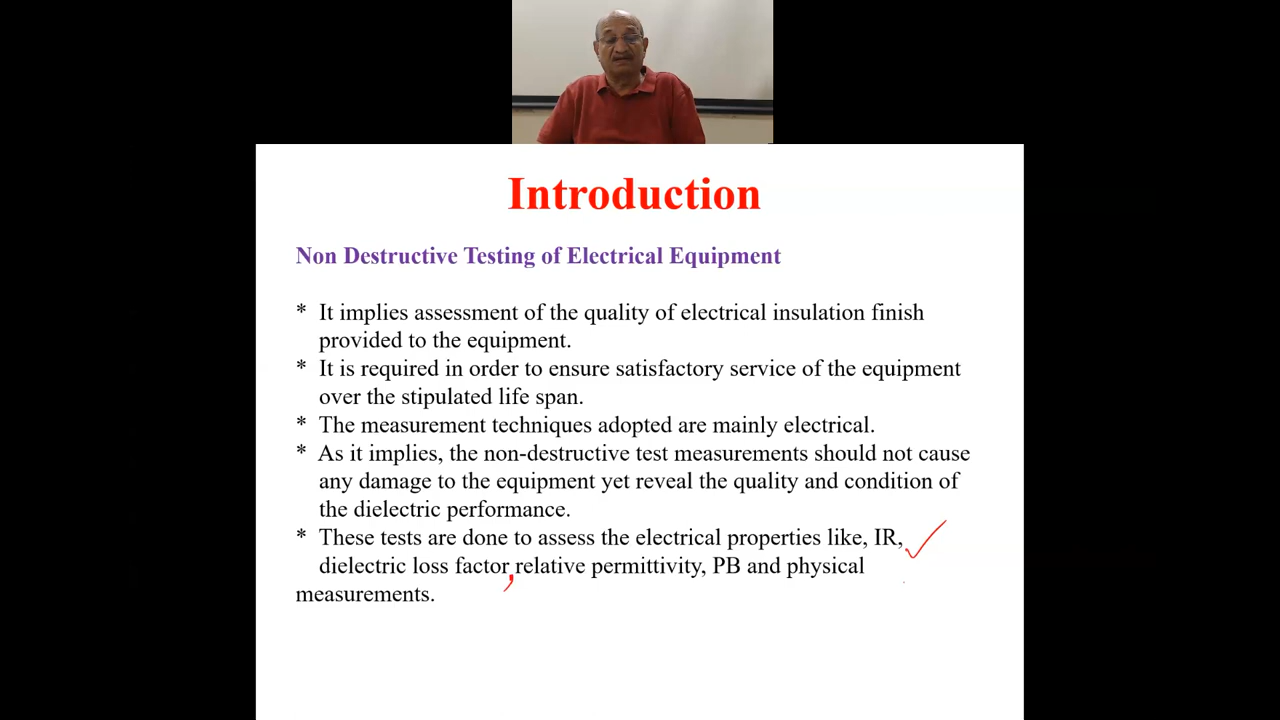 Introduction
Non Destructive Testing of Electrical Equipment
* It implies assessment of the quality of electrical insulation finish
provided to the equipment.
* It is required in order to ensure satisfactory service of the equipment
over the stipulated life span.
* The measurement techniques adopted are mainly electrical.
* As it implies, the non-destructive test measurements should not cause
any damage to the equipment yet reveal the quality and condition of
the dielectric performance.
* These tests are done to assess the electrical properties like, IR,
dielectric loss factor, relative permittivity, PB and physical
measurements.